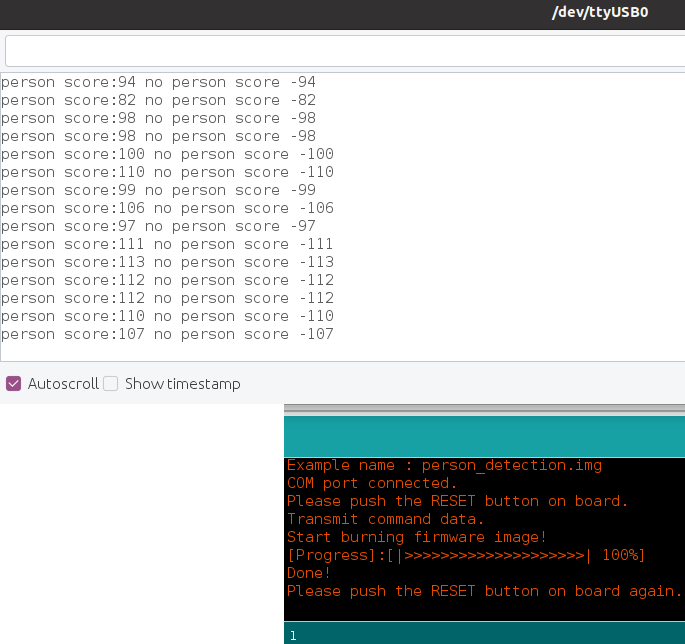 /dev/ttyUSB0
person score:94 no person score -94
person score:82 no person score -82
person score:98 no person score -98
person score:98 no person score -98
person score:100 no person score -100
person score:110 no person score -110
person score:99 no person score -99
person score:106 no person score -106
person score:97 no person score -97
person score:111 no person score -111
person score:113 no person score -113
person score:112 no person score -112
person score:112 no person score -112
person score:110 no person score -110
person score:107 no person score -107
Autoscroll Show timestamp
Example name : person_detection.img
COM port connected.
Please push the RESET button on board.
Transmit command data.
Start burning firmware image!
[Progress]:[|>>>>>>>>>>>>>>>>>>>>| 100%]
Done!
Please push the RESET button on board again.
1